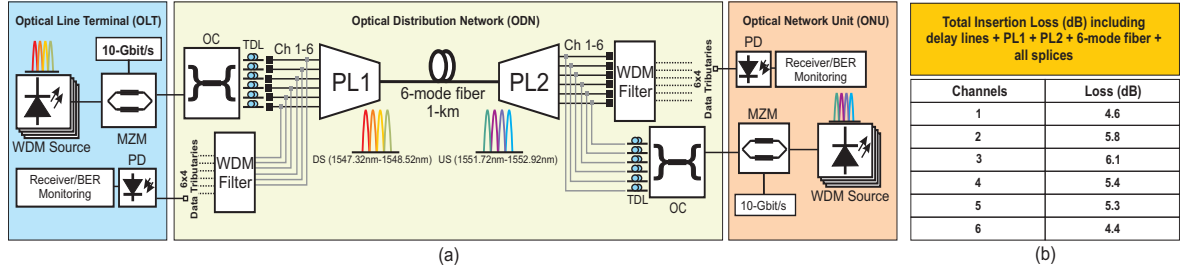 Optical Line Terminal (OLT)
10-Gbit/s
WDM Source
MZM
PD
Receiver/BER
Monitoring
Optical Distribution Network (ODN)
OC
TDL
Ch 1-6
PL1
6-mode fiber
1-km
PL2
Ch 1-6
WDM
Filter
6x4
Data Tributaries
DS (1547.32nm-1548.52nm)
US (1551.72nm-1552.92nm)
6x4
Data Tributaries
WDM
Filter
TDL
OC
Optical Network Unit (ONU)
PD
Receiver/BER
Monitoring
MZM
10-Gbit/s
WDM Source
(a)
Total Insertion Loss (dB) including
delay lines + PL1 + PL2 + 6-mode fiber +
all splices
Channels Loss (dB)
1 4.6
2 5.8
3 6.1
4 5.4
5 5.3
6 4.4
(b)